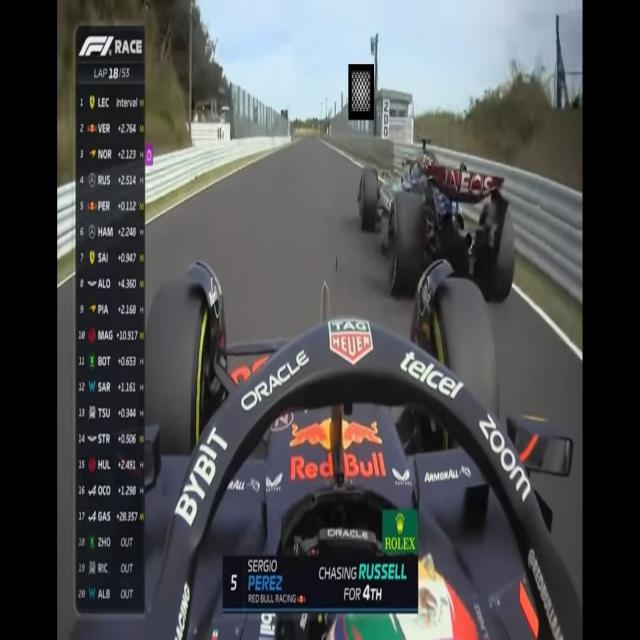 F1 RACE
LAP 18/53
1 LEC Interval M
2 VER +2.764 M
3 NOR +2.123 H
4 RUS +2.514 H
5 PER +0.112 M
6 HAM +2.248 H
7 SAI +0.947 M
8 ALO +4.360 M
9 PIA +2.168 H
10 MAG +10.917 M
11 BOT +0.653 H
12 SAR +1.161 H
13 TSU +0.344 H
14 STR +0.506 M
15 HUL +2.491 H
16 OCO +1.298 H
17 GAS +28.357 M
18 ZHO OUT
19 RIC OUT
20 ALB OUT
200
INEOS
TAG
HEUER
ORACLE
telcel
BYBIT
zoom
Red Bull
ARMORALL
ORACLE
ROLEX
5 SERGIO
PEREZ
RED BULL RACING
CHASING RUSSELL
FOR 4TH
RACING